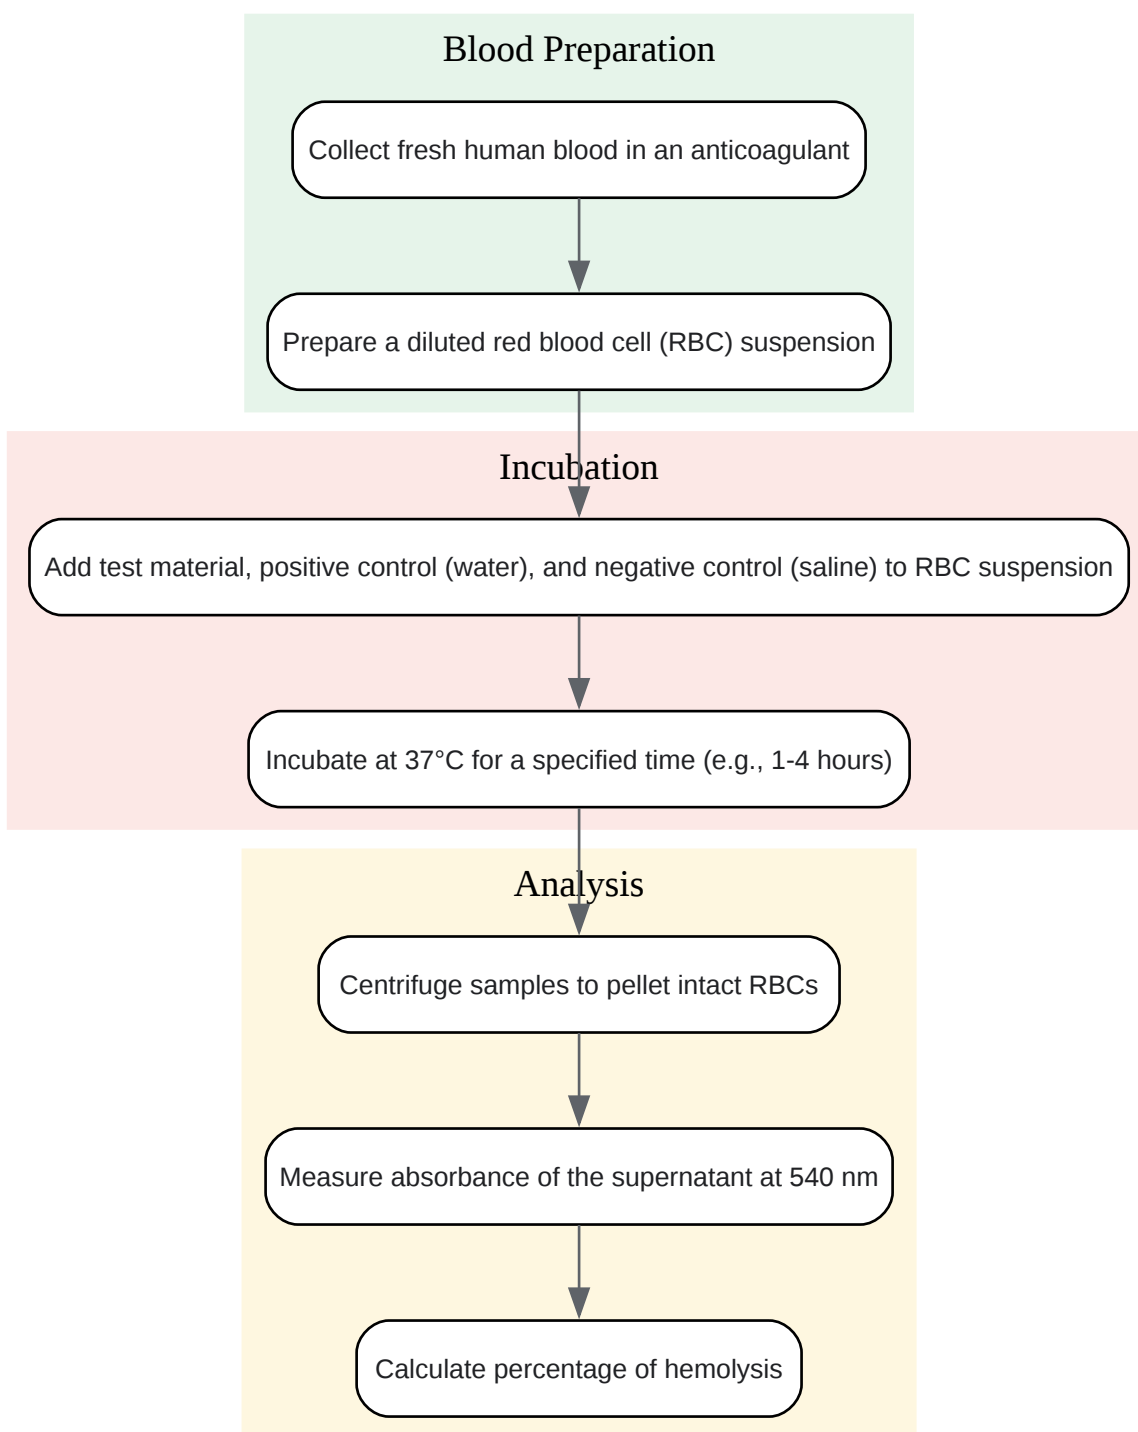 Blood Preparation
Collect fresh human blood in an anticoagulant
Prepare a diluted red blood cell (RBC) suspension
Incubation
Add test material, positive control (water), and negative control (saline) to RBC suspension
Incubate at 37°C for a specified time (e.g., 1-4 hours)
Analysis
Centrifuge samples to pellet intact RBCs
Measure absorbance of the supernatant at 540 nm
Calculate percentage of hemolysis